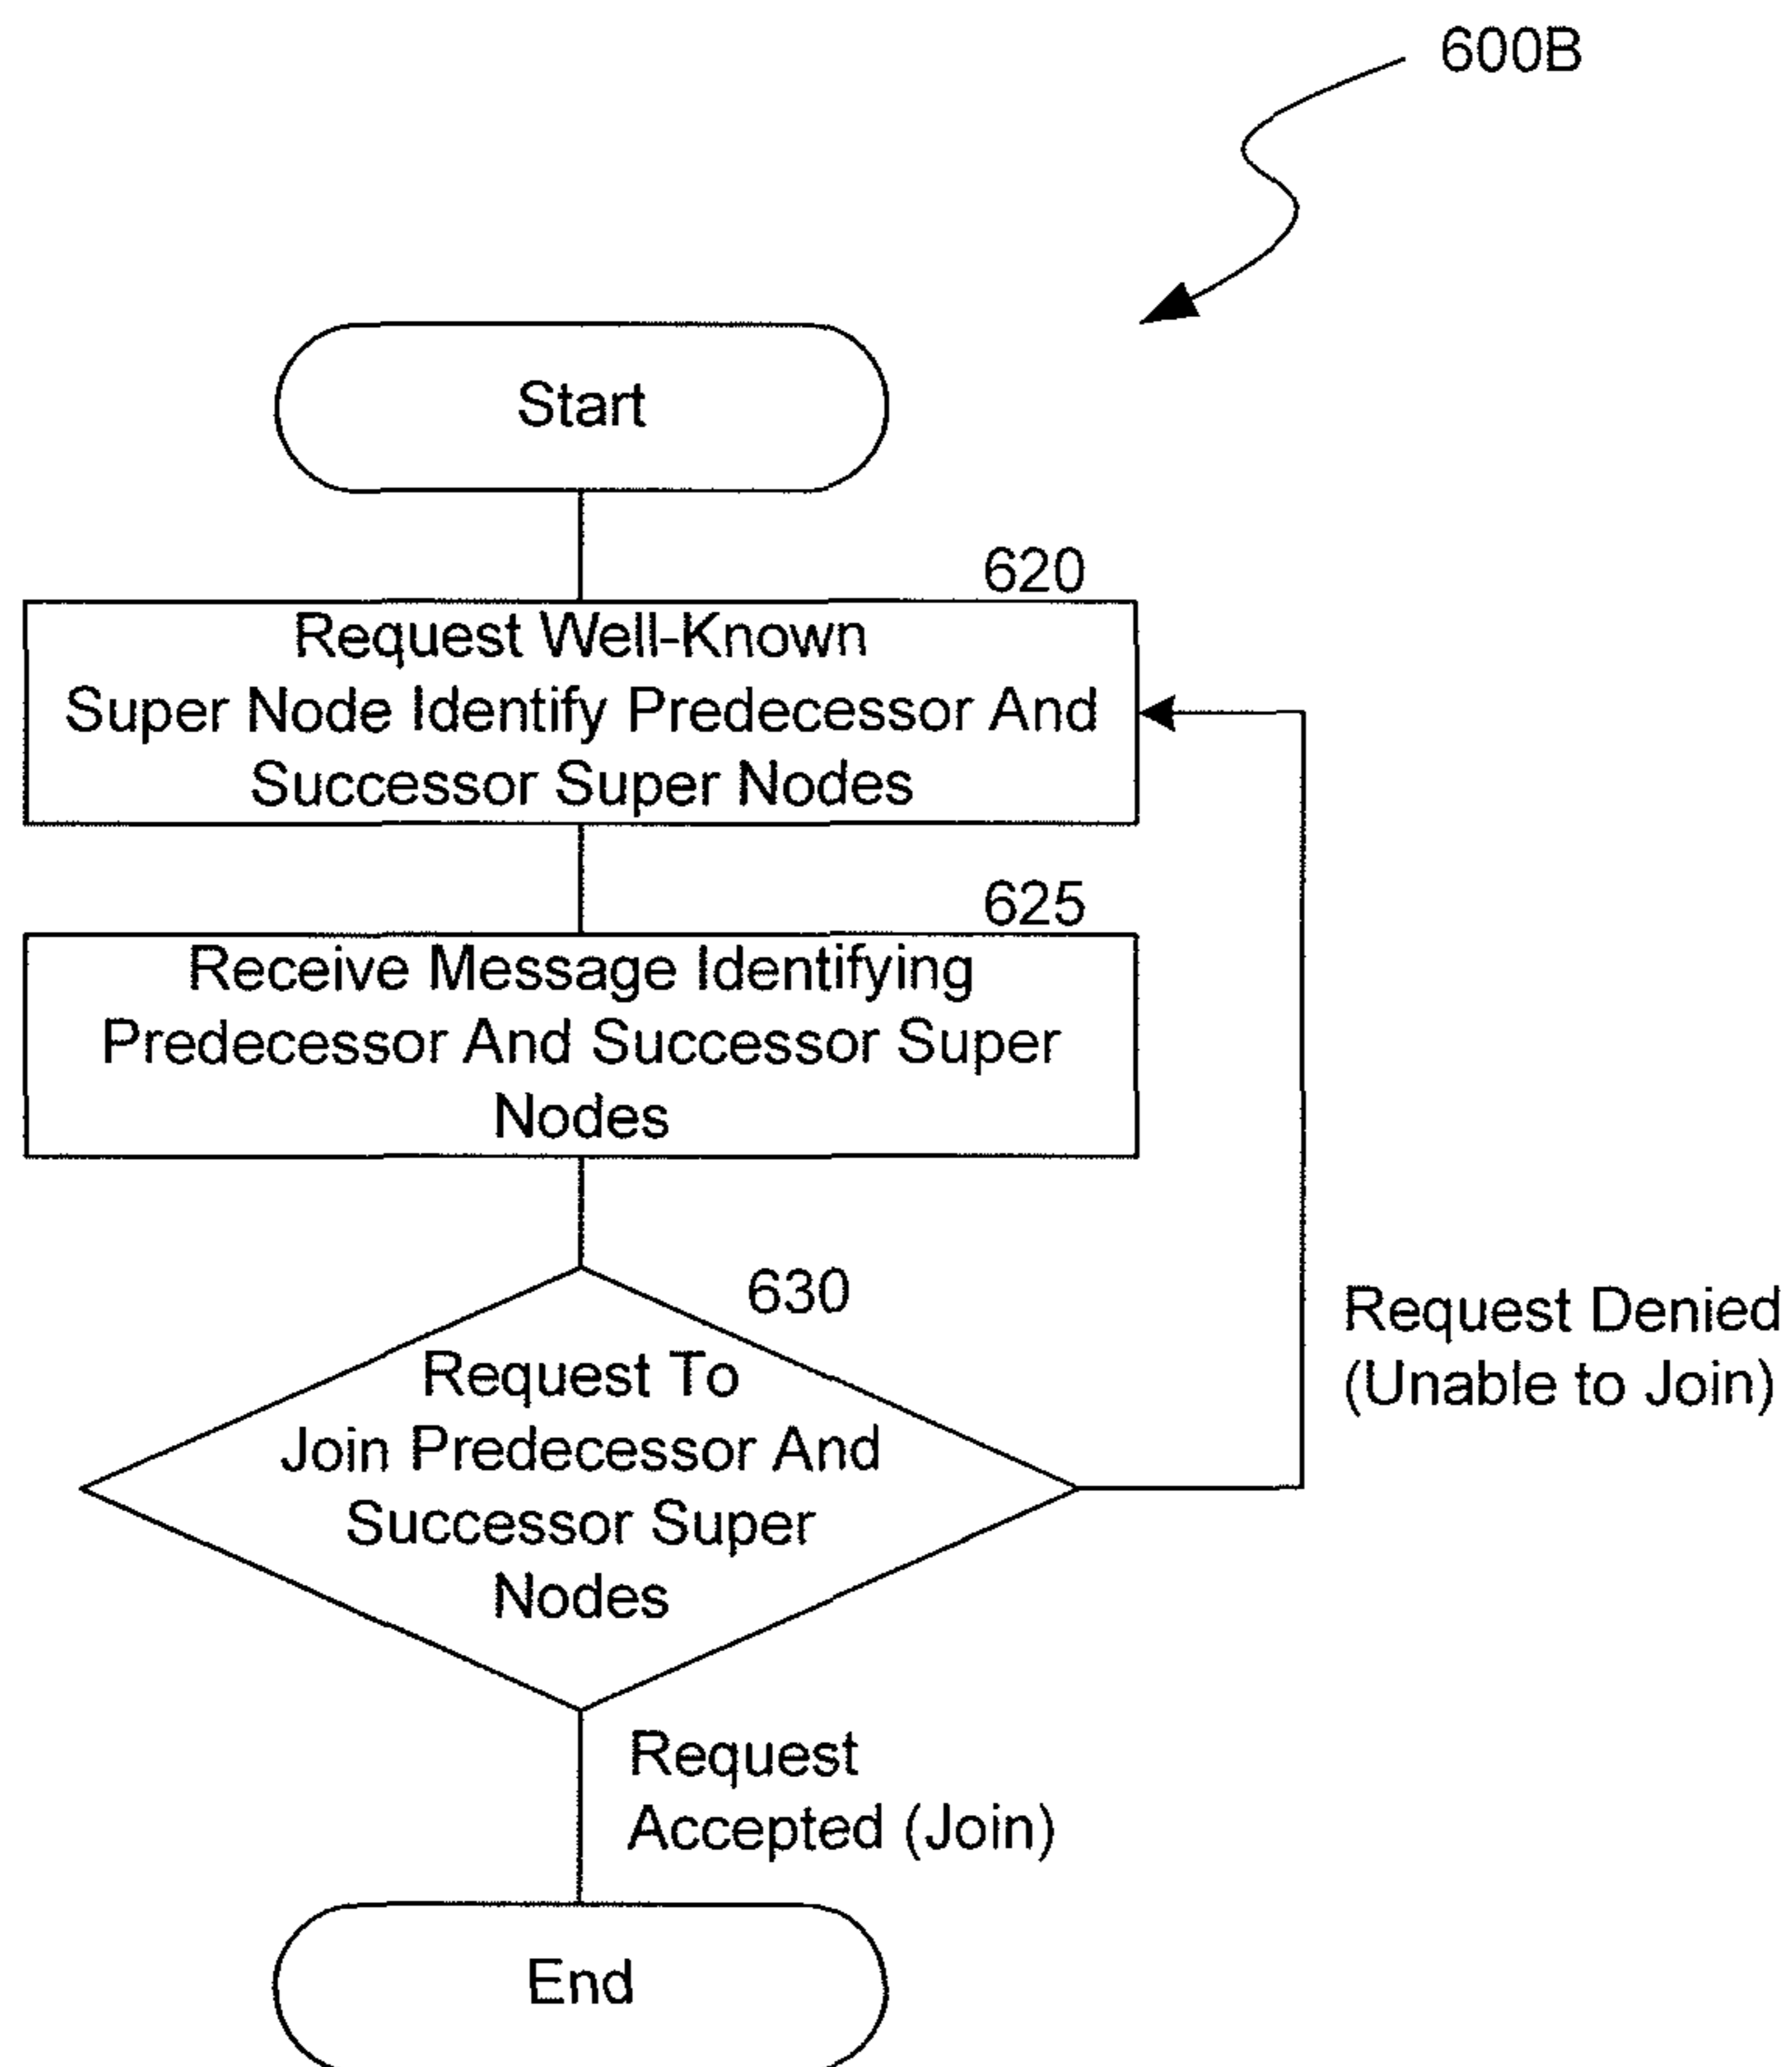 600B
Start
620
Request Well-Known
Super Node Identify Predecessor And
Successor Super Nodes
625
Receive Message Identifying
Predecessor And Successor Super
Nodes
630
Request To
Join Predecessor And
Successor Super
Nodes
Request Denied
(Unable to Join)
Request
Accepted (Join)
End